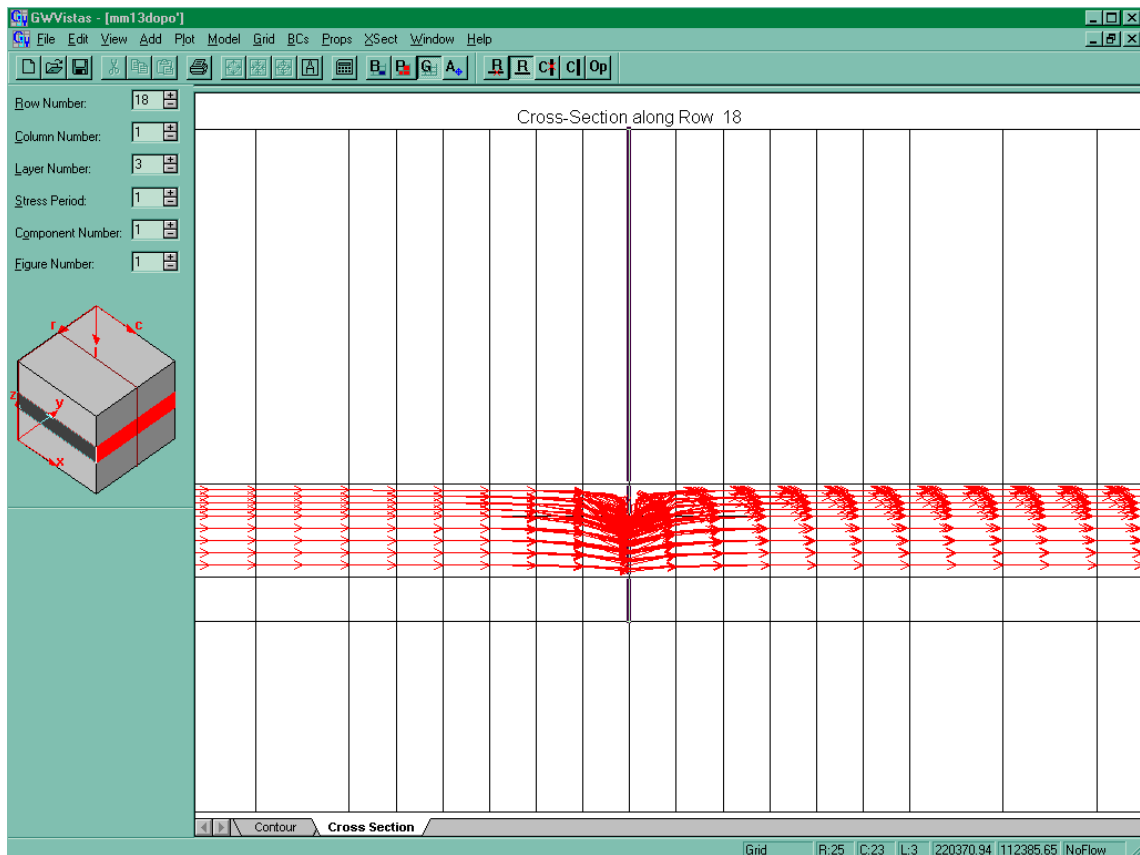 GWVistas - [mm13dopo']
File Edit View Add Plot Model Grid BCs Props XSect Window Help
B P G A R R C C Op
Row Number: 18
Column Number: 1
Layer Number: 3
Stress Period: 1
Component Number: 1
Figure Number: 1
Cross-Section along Row 18
r c
l
z y
x
Contour Cross Section
Grid R:25 C:23 L:3 220370.94 112385.65 NoFlow